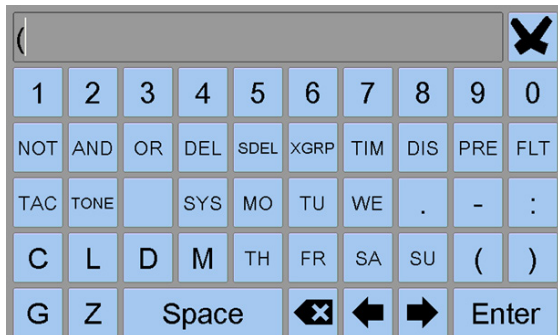 (
1 2 3 4 5 6 7 8 9 0
NOT AND OR DEL SDEL XGRP TIM DIS PRE FLT
TAC TONE SYS MO TU WE . - :
C L D M TH FR SA SU ( )
G Z Space Enter